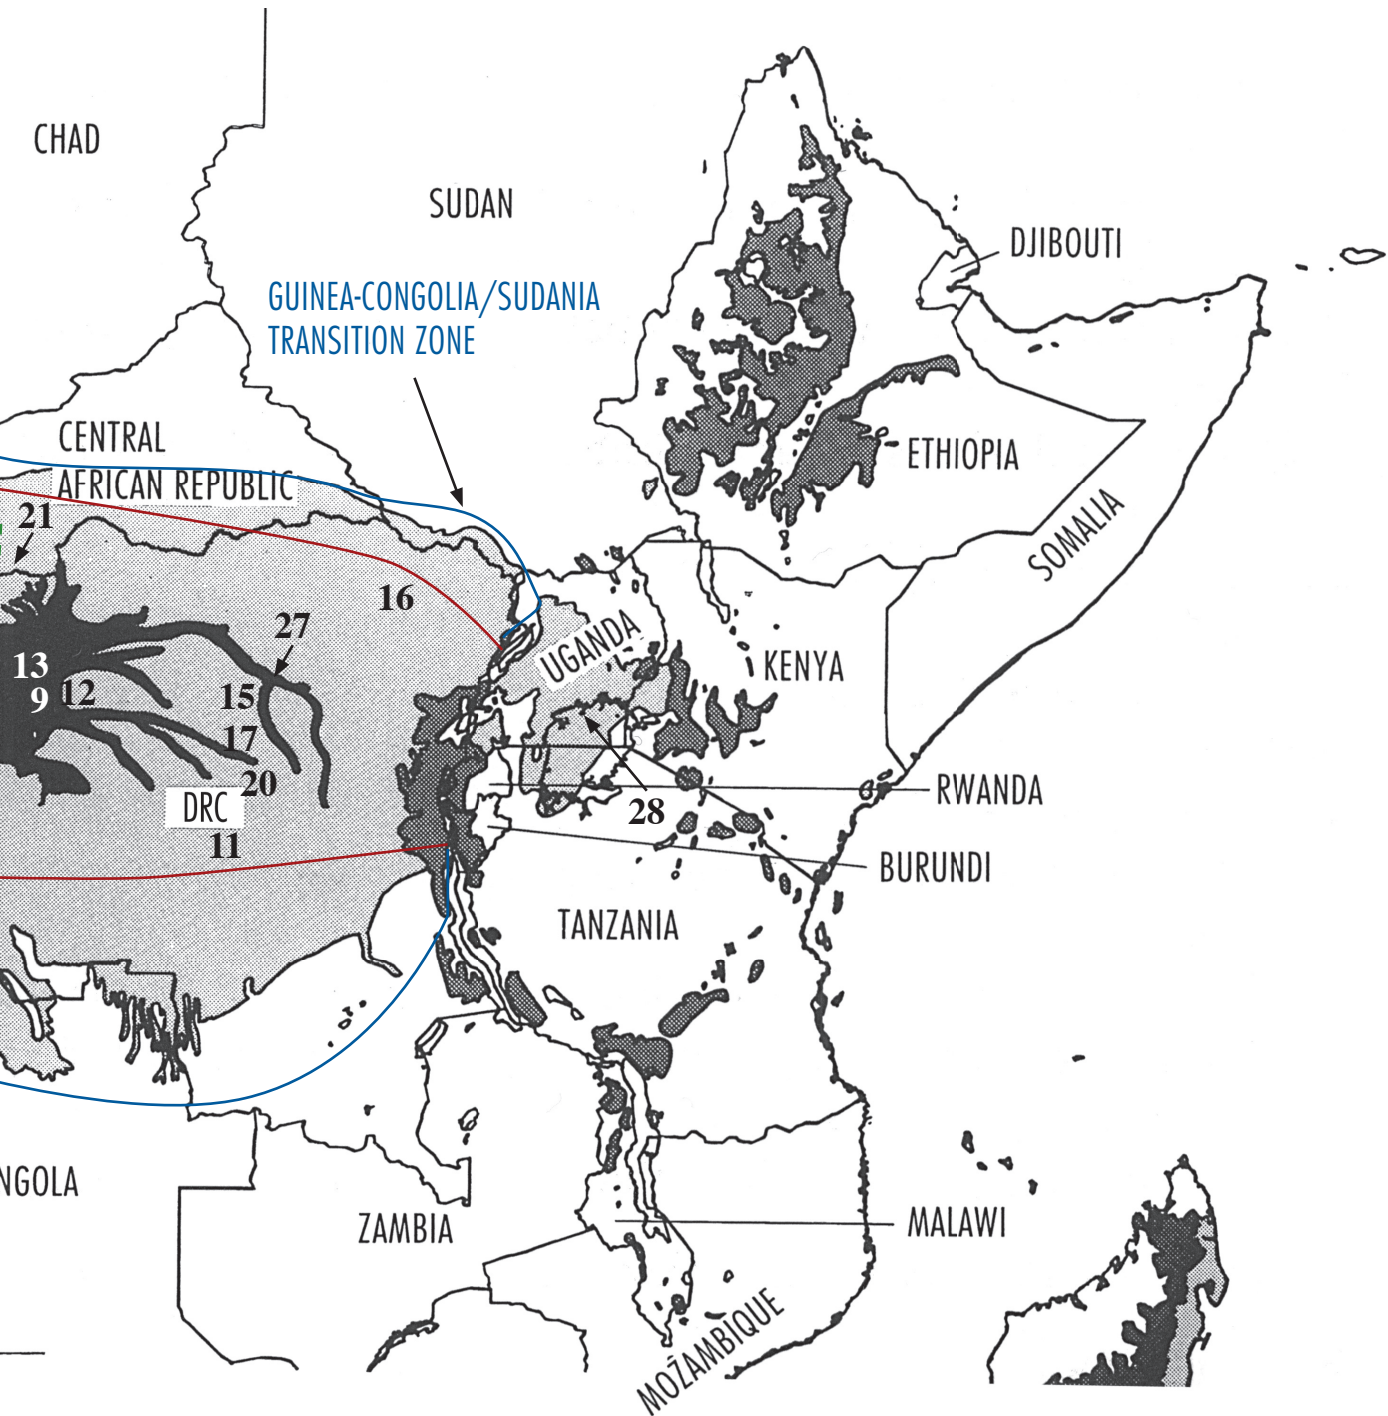 CHAD
SUDAN
DJIBOUTI
GUINEA-CONGOLIA/SUDANIA
TRANSITION ZONE
CENTRAL
AFRICAN REPUBLIC
ETHIOPIA
21
SOMALIA
16
27
UGANDA
13
KENYA
9
12
15
17
20
DRC
28
RWANDA
11
BURUNDI
TANZANIA
NGOLA
ZAMBIA
MALAWI
MOZAMBIQUE